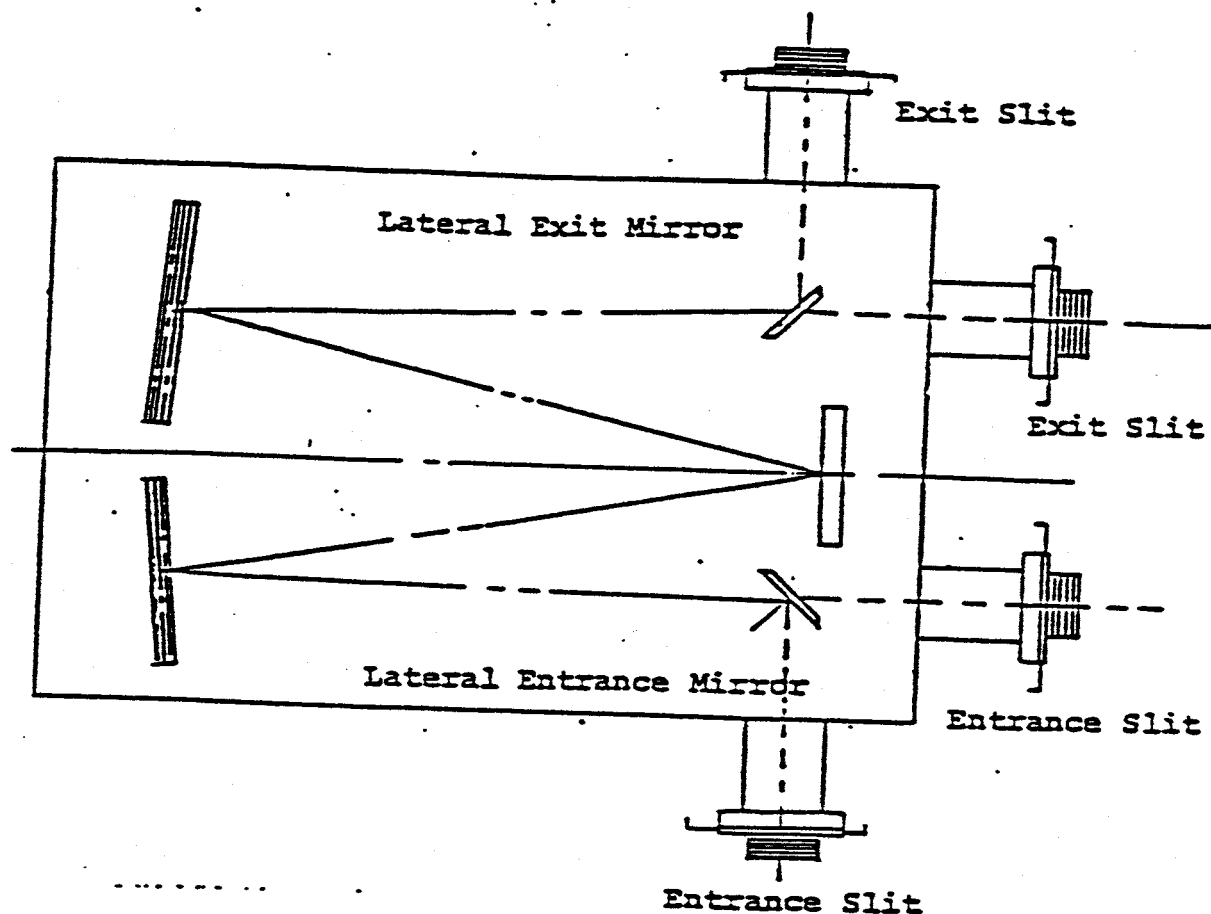 Exit Slit
Lateral Exit Mirror
Exit Slit
Lateral Entrance Mirror
Entrance Slit
Entrance Slit